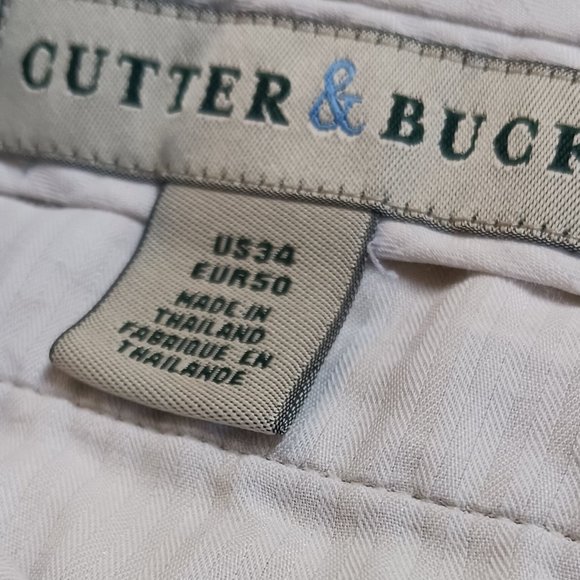 CUTTER & BUCK
US34
EUR50
MADE IN
THAILAND
FABRIQUE EN
THAILANDE